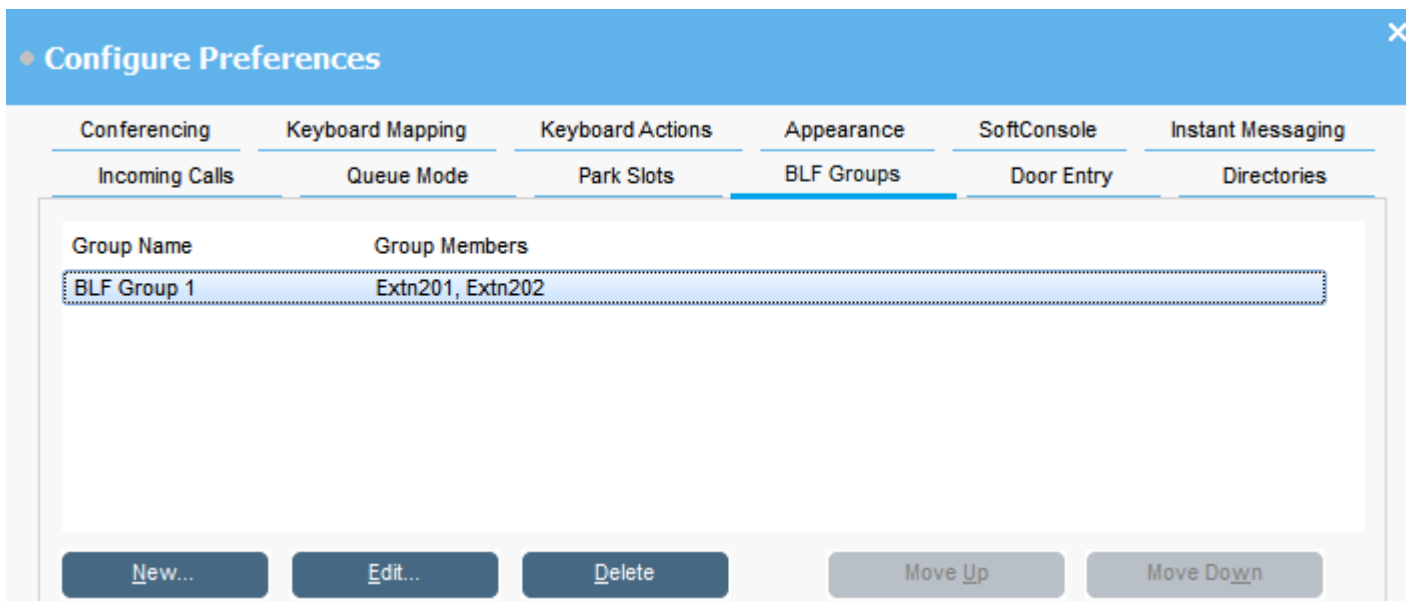 Configure Preferences
Conferencing Keyboard Mapping Keyboard Actions Appearance SoftConsole Instant Messaging
Incoming Calls Queue Mode Park Slots BLF Groups Door Entry Directories
Group Name Group Members
BLF Group 1 Extn201, Extn202
New... Edit... Delete Move Up Move Down